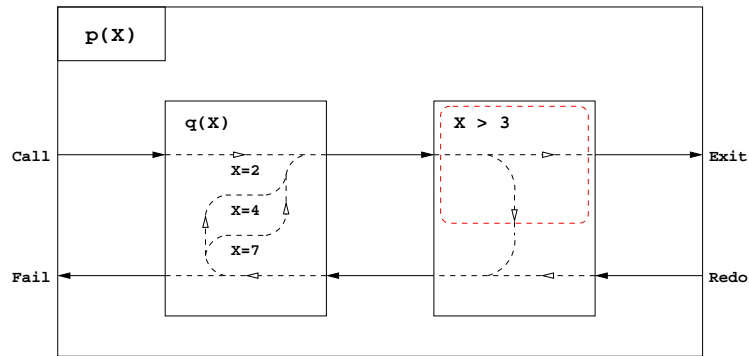 p(X)
q(X)
X > 3
Call
Exit
X=2
X=4
X=7
Fail
Redo